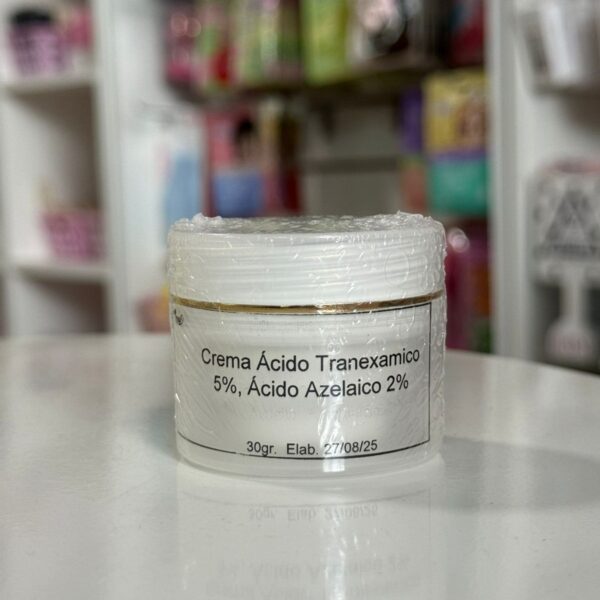 Crema Ácido Tranexamico
5%, Ácido Azelaico 2%
30gr. Elab. 27/08/25